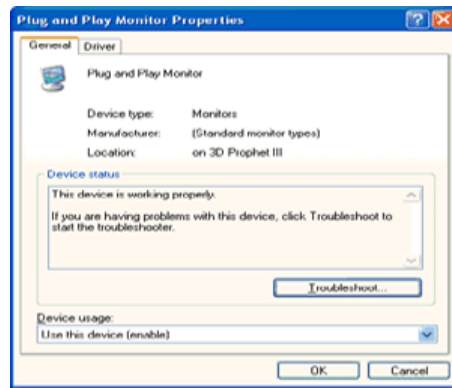 Plug and Play Monitor Properties
General Driver
Plug and Play Monitor
Device type: Monitors
Manufacturer: (Standard monitor types)
Location: on 3D Prophet III
Device status
This device is working properly.
If you are having problems with this device, click Troubleshoot to
start the troubleshooter.
Troubleshoot...
Device usage:
Use this device (enable)
OK Cancel